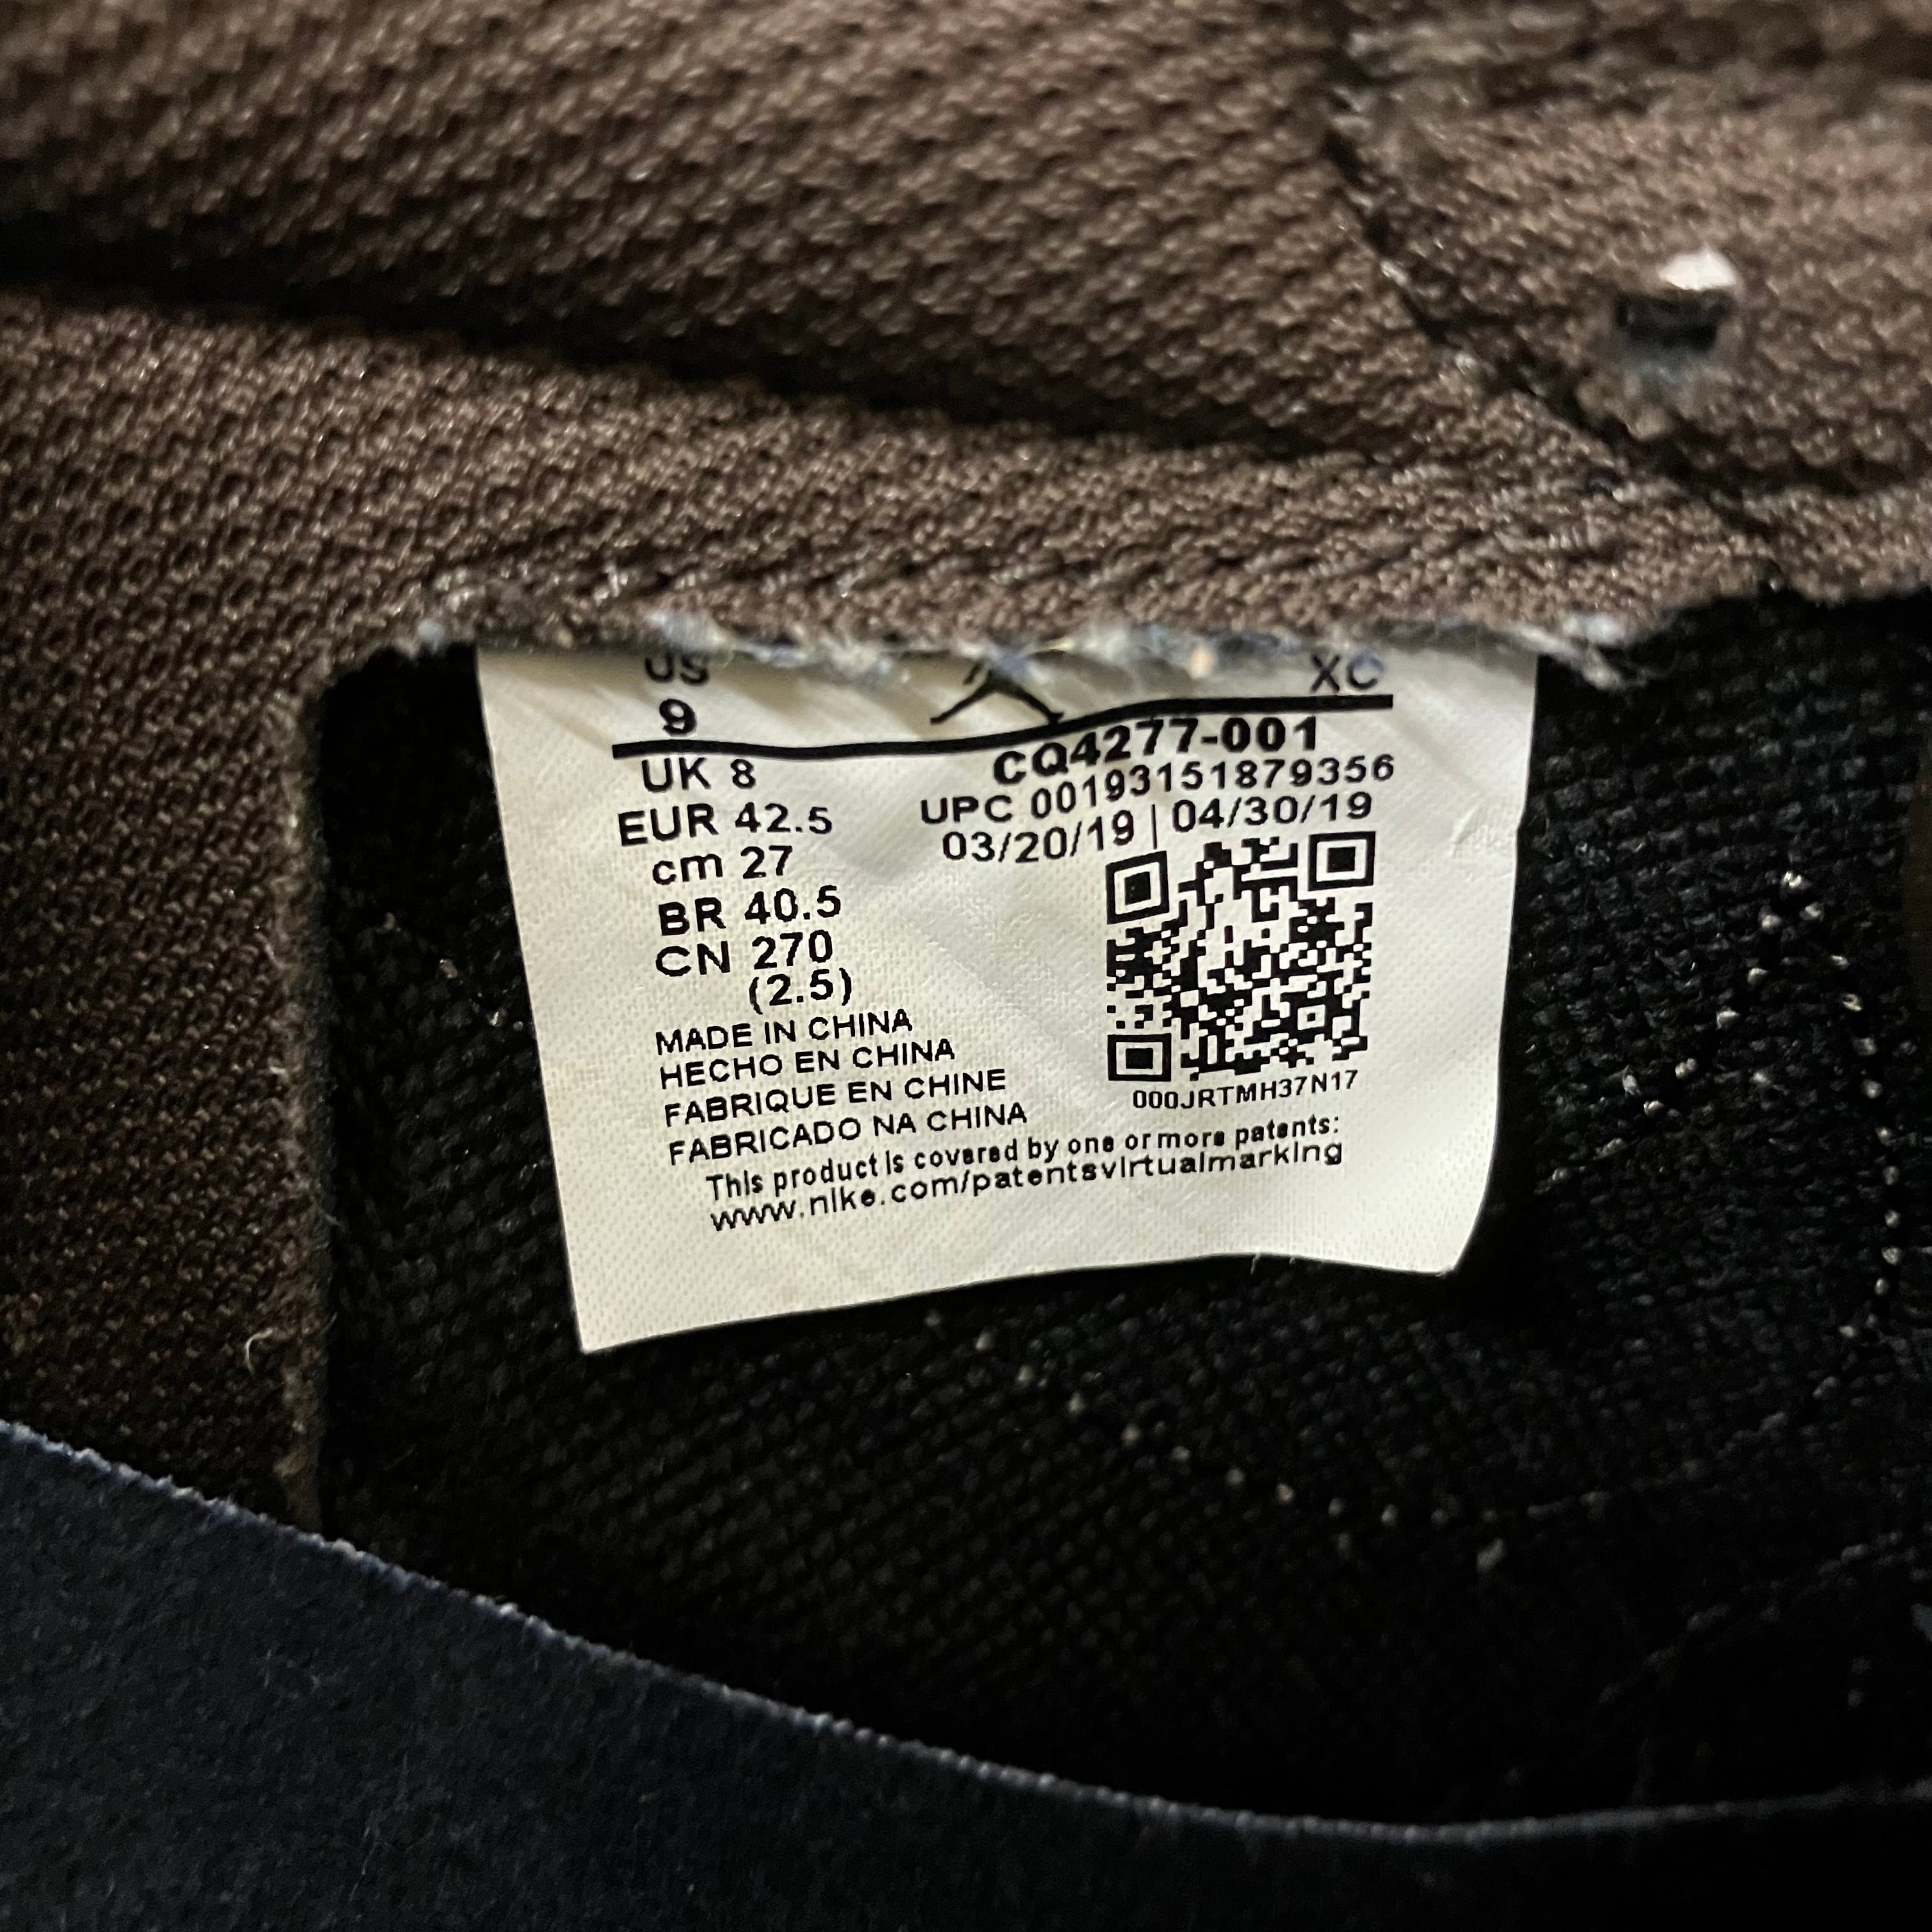 US
9
XC
UK 8
EUR 42.5
cm 27
BR 40.5
CN 270
(2.5)
CQ4277-001
UPC 00193151879356
03/20/19 | 04/30/19
000JRTMH37N17
MADE IN CHINA
HECHO EN CHINA
FABRIQUE EN CHINE
FABRICADO NA CHINA
This product is covered by one or more patents:
www.nike.com/patentsvirtualmarking